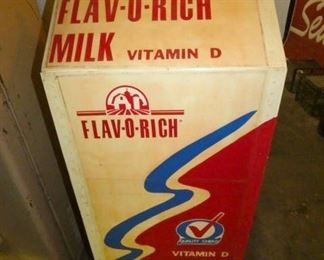 FLAV-O-RICH
MILK VITAMIN D
FLAV-O-RICH
QUALITY CHEKD
VITAMIN D